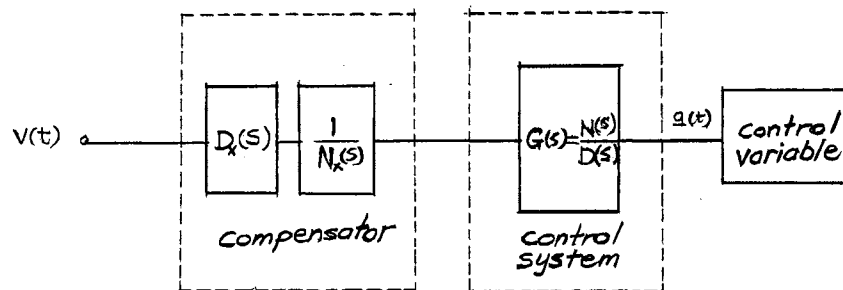 V(t)
Dx(S)
1
Nx(S)
compensator
G(s)=N(s)
D(s)
control
system
a(t)
control
variable